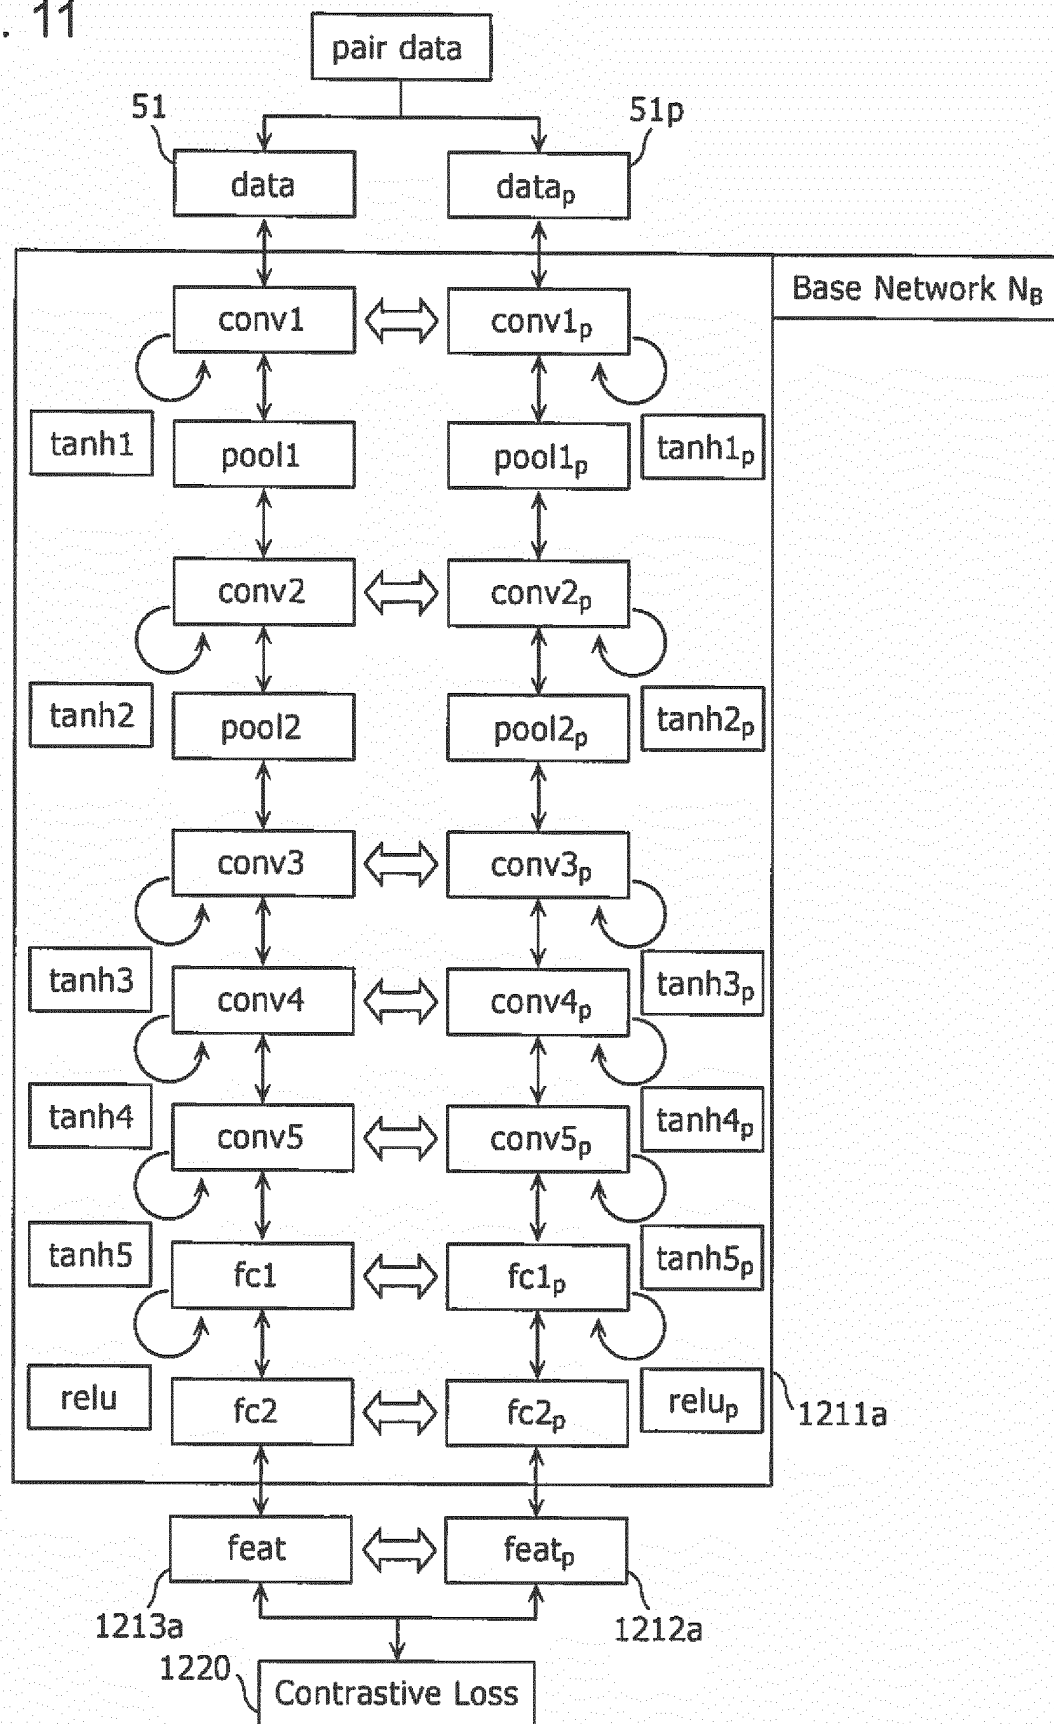 . 11
pair data
51
51p
data
datap
Base Network NB
conv1
conv1p
tanh1
pool1
pool1p
tanh1p
conv2
conv2p
tanh2
pool2
pool2p
tanh2p
conv3
conv3p
tanh3
conv4
conv4p
tanh3p
tanh4
conv5
conv5p
tanh4p
tanh5
fc1
fc1p
tanh5p
relu
fc2
fc2p
relup
1211a
feat
featp
1213a
1212a
1220
Contrastive Loss